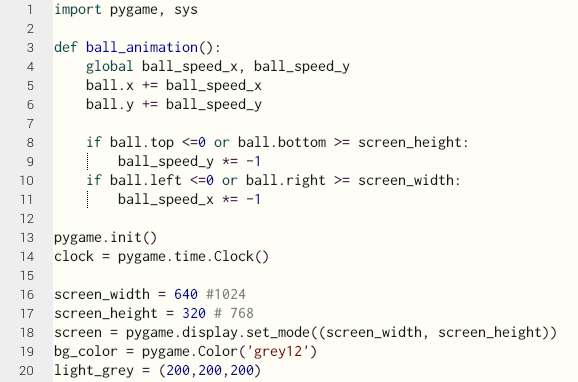 1 import pygame, sys
2
3 def ball_animation():
4     global ball_speed_x, ball_speed_y
5     ball.x += ball_speed_x
6     ball.y += ball_speed_y
7
8     if ball.top <=0 or ball.bottom >= screen_height:
9         ball_speed_y *= -1
10     if ball.left <=0 or ball.right >= screen_width:
11         ball_speed_x *= -1
12
13 pygame.init()
14 clock = pygame.time.Clock()
15
16 screen_width = 640 #1024
17 screen_height = 320 # 768
18 screen = pygame.display.set_mode((screen_width, screen_height))
19 bg_color = pygame.Color('grey12')
20 light_grey = (200,200,200)